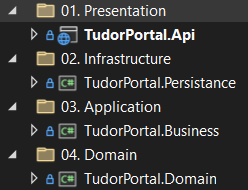 01. Presentation
TudorPortal.Api
02. Infrastructure
TudorPortal.Persistance
03. Application
TudorPortal.Business
04. Domain
TudorPortal.Domain